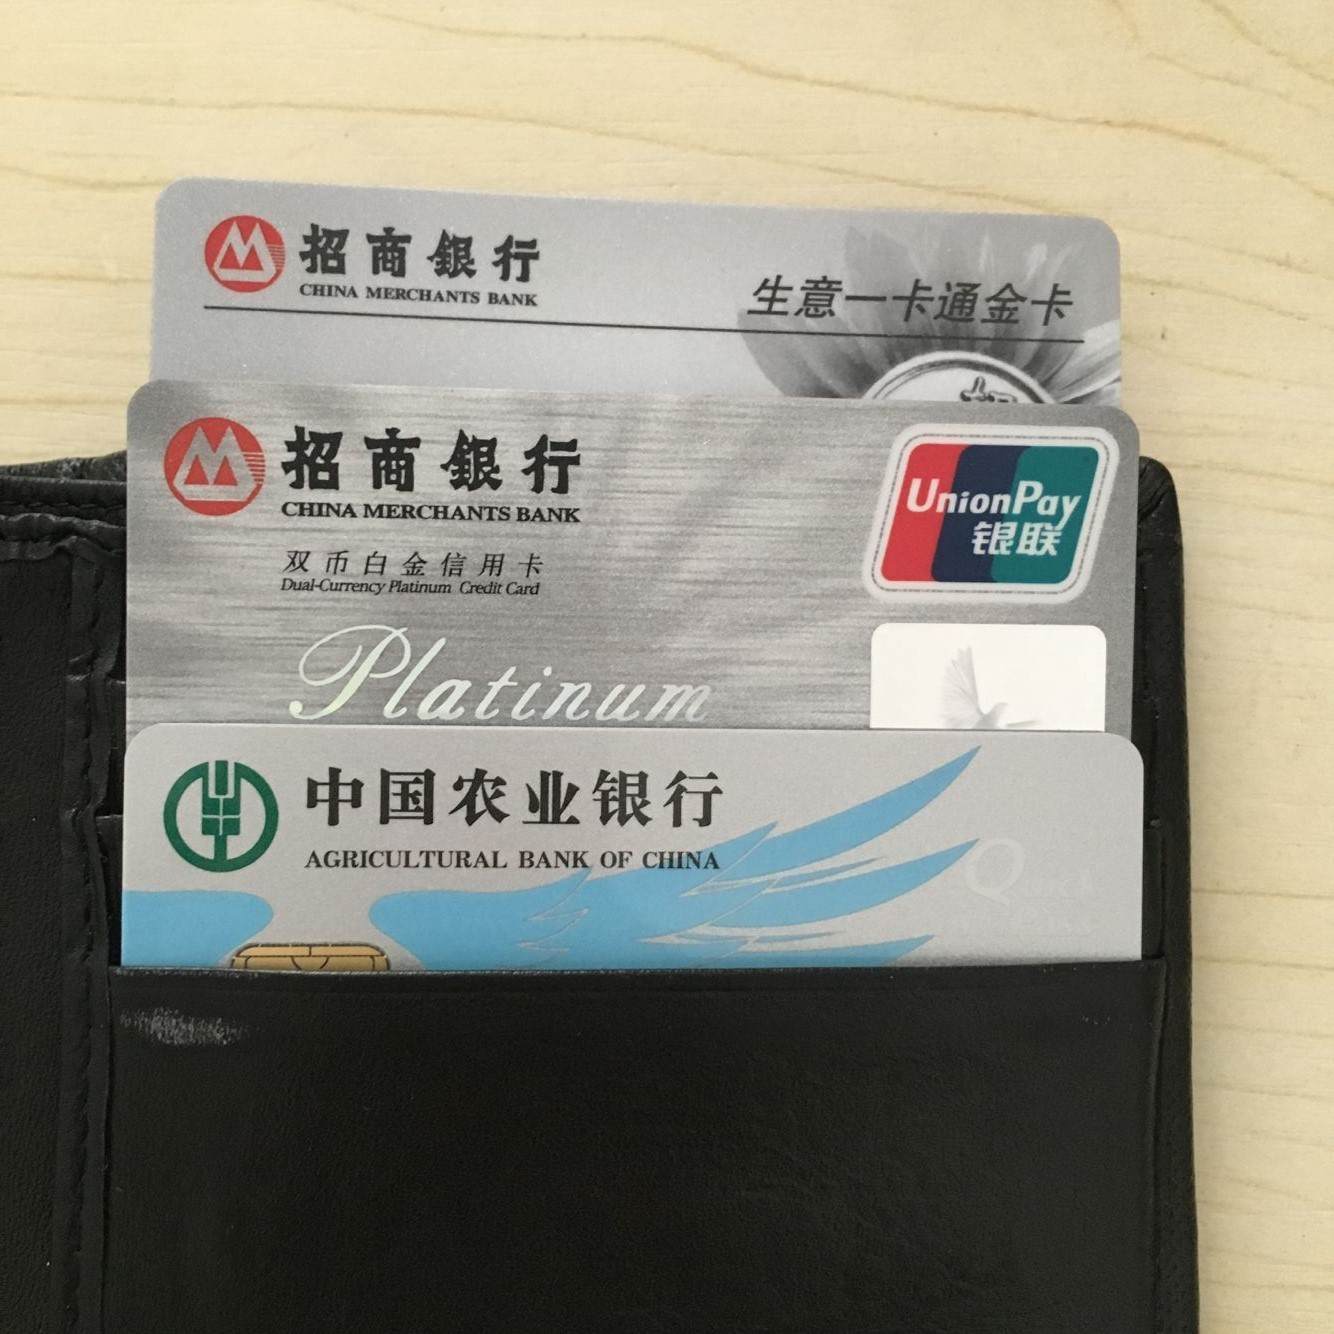 招商銀行
CHINA MERCHANTS BANK
生意一卡通金卡
招商銀行
CHINA MERCHANTS BANK
UnionPay
银联
双币白金信用卡
Dual-Currency Platinum Credit Card
Platinum
中国农业银行
AGRICULTURAL BANK OF CHINA